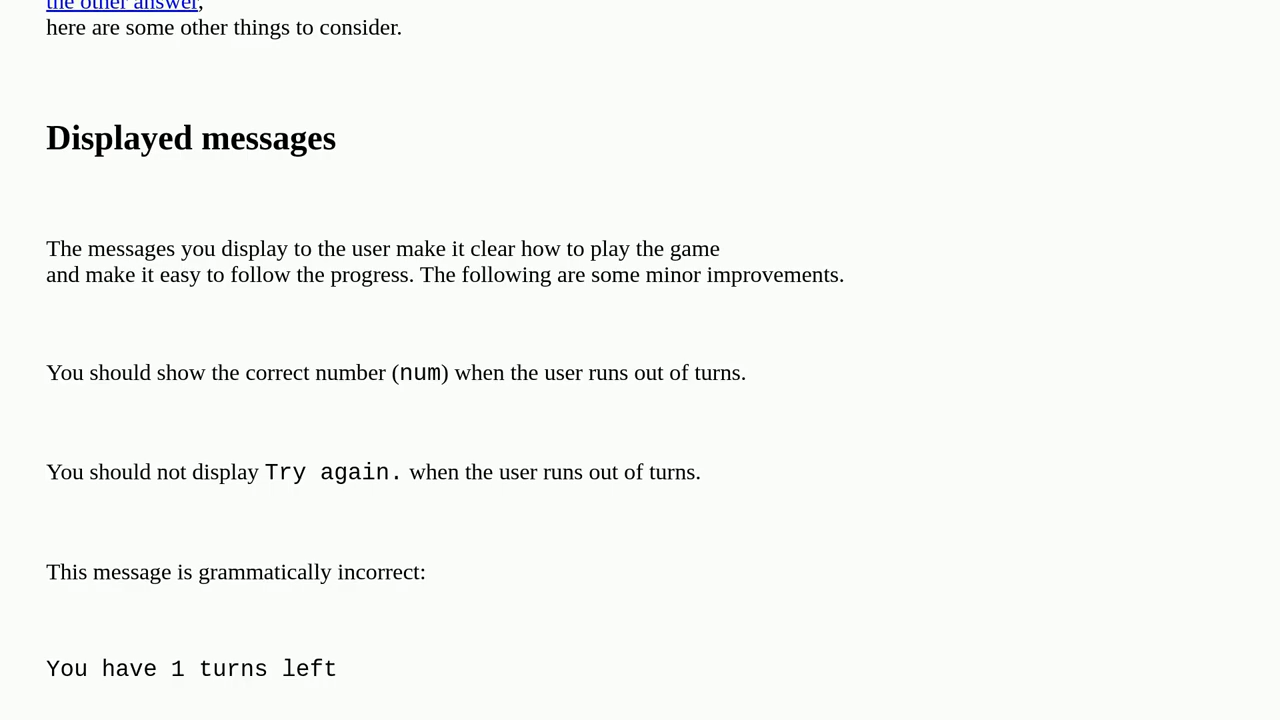 the other answer,
here are some other things to consider.
Displayed messages
The messages you display to the user make it clear how to play the game
and make it easy to follow the progress. The following are some minor improvements.
You should show the correct number (num) when the user runs out of turns.
You should not display Try again. when the user runs out of turns.
This message is grammatically incorrect:
You have 1 turns left